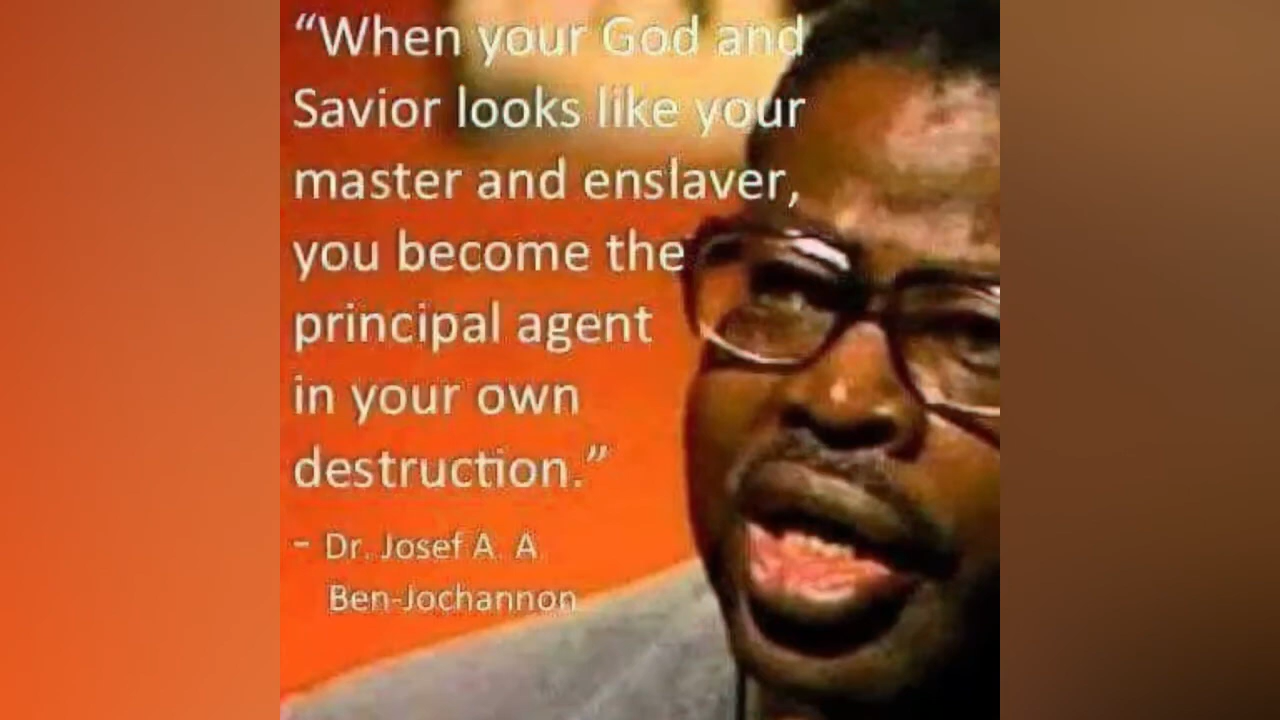 “When your God and
Savior looks like your
master and enslaver,
you become the
principal agent
in your own
destruction.”
– Dr. Josef A. A.
Ben-Jochannon